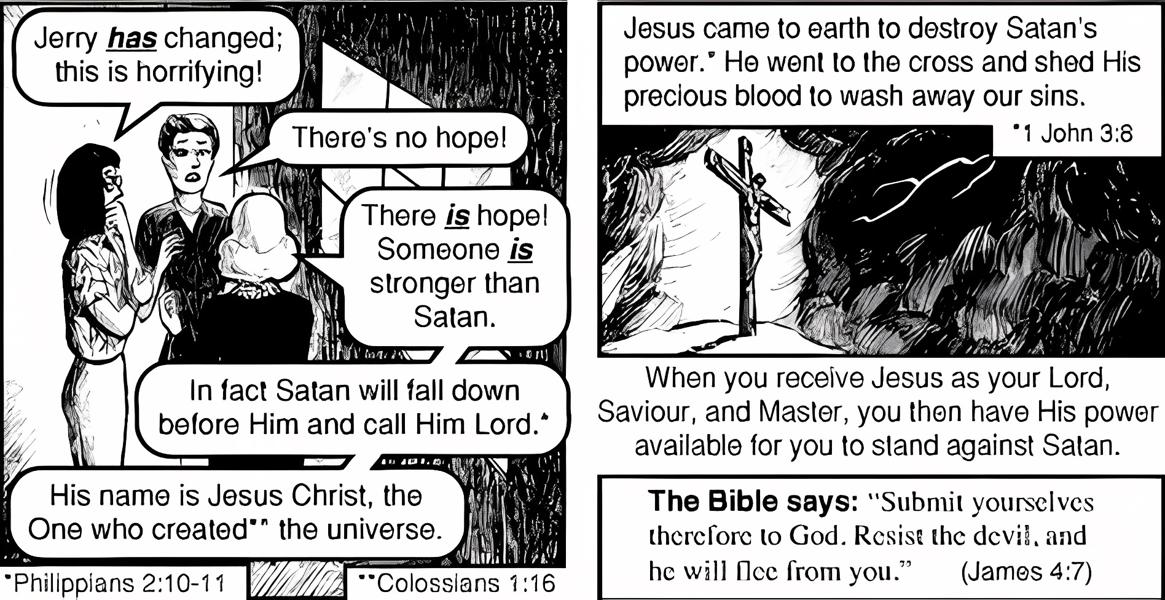 Jerry has changed;
this is horrifying!
There's no hope!
There is hope!
Someone is
stronger than
Satan.
In fact Satan will fall down
before Him and call Him Lord.*
His name is Jesus Christ, the
One who created** the universe.
*Philippians 2:10-11
**Colossians 1:16
Jesus came to earth to destroy Satan's
power.* He went to the cross and shed His
precious blood to wash away our sins.
*1 John 3:8
When you receive Jesus as your Lord,
Saviour, and Master, you then have His power
available for you to stand against Satan.
The Bible says: "Submit yourselves
therefore to God. Resist the devil, and
he will flee from you." (James 4:7)